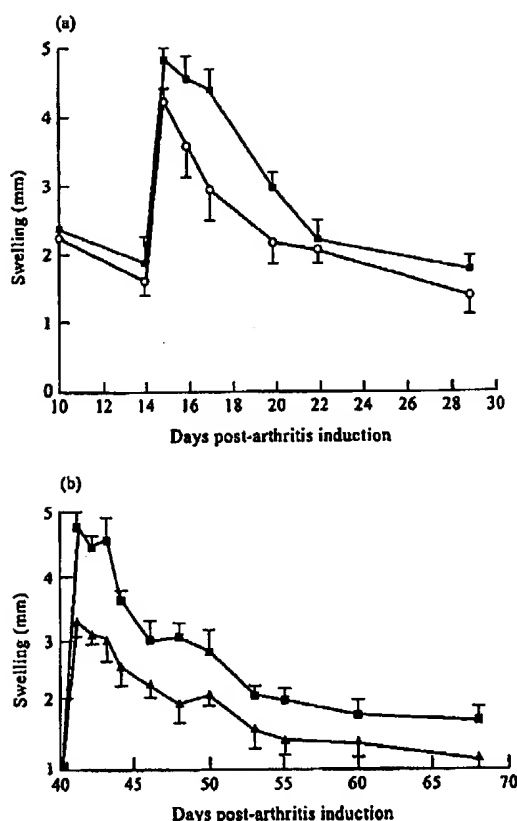 (a)
5
4
3
2
1
0
Swelling (mm)
10 12 14 16 18 20 22 24 26 28 30
Days post-arthritis induction
(b)
5
4
3
2
1
Swelling (mm)
40 45 50 55 60 65 70
Days post-arthritis induction